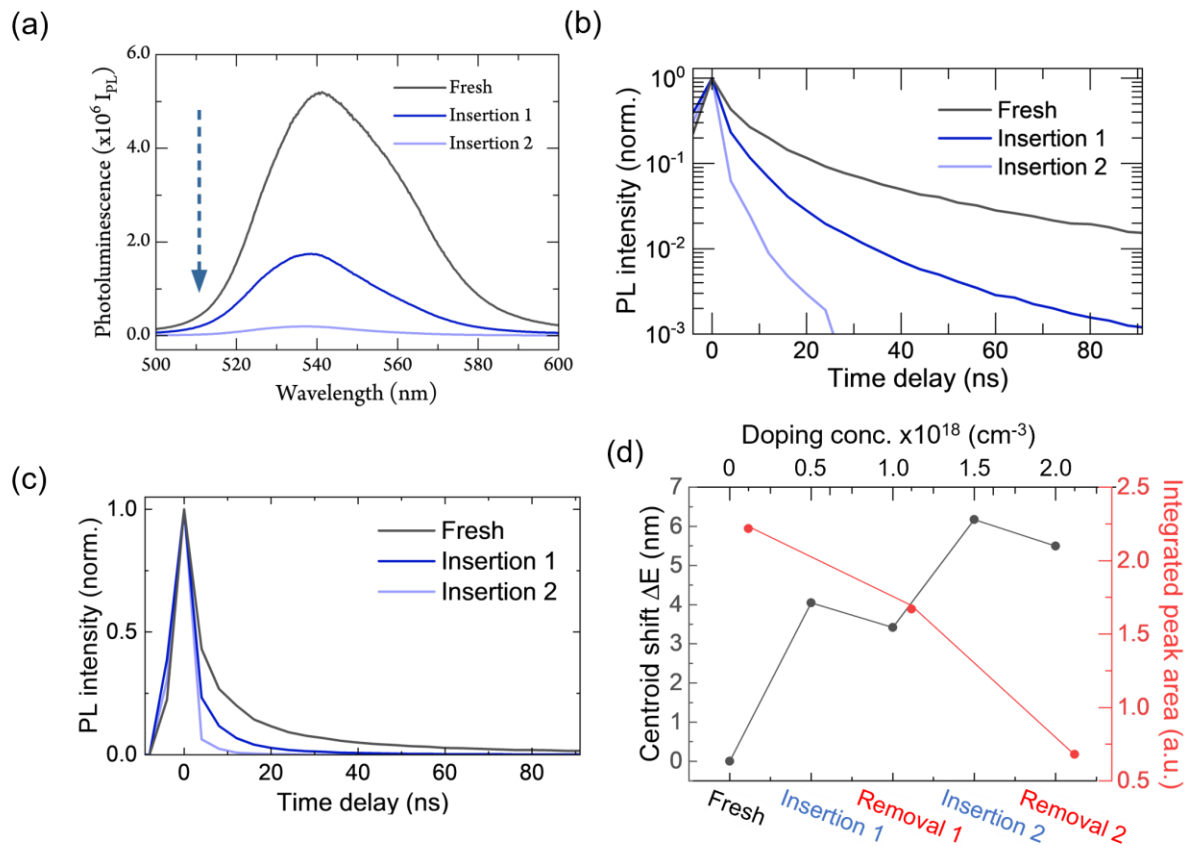 (a)
6.0
4.0
2.0
0.0
Photoluminescence (x10⁶ I_PL)
Fresh
Insertion 1
Insertion 2
500 520 540 560 580 600
Wavelength (nm)
(b)
10⁰
10⁻¹
10⁻²
10⁻³
PL intensity (norm.)
Fresh
Insertion 1
Insertion 2
0 20 40 60 80
Time delay (ns)
(c)
1.0
0.5
0.0
PL intensity (norm.)
Fresh
Insertion 1
Insertion 2
0 20 40 60 80
Time delay (ns)
(d)
Doping conc. x10¹⁸ (cm⁻³)
0 0.5 1.0 1.5 2.0
7
6
5
4
3
2
1
0
Centroid shift ΔE (nm)
2.5
2.0
1.5
1.0
0.5
Integrated peak area (a.u.)
Fresh
Insertion 1
Removal 1
Insertion 2
Removal 2